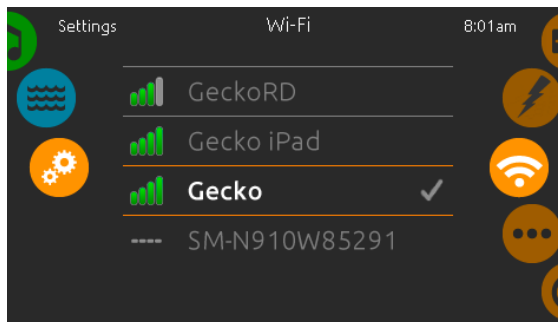 Settings Wi-Fi 8:01am
GeckoRD
Gecko iPad
Gecko
SM-N910W85291